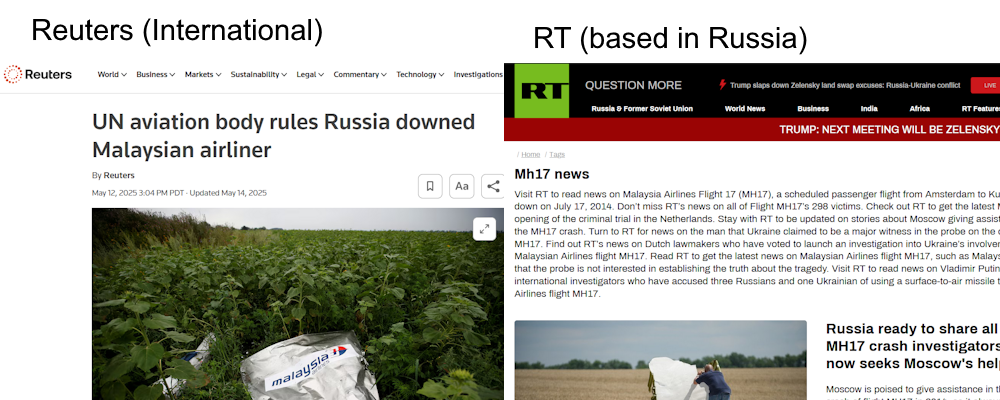 Reuters (International)
Reuters
World Business Markets Sustainability Legal Commentary Technology Investigations
UN aviation body rules Russia downed
Malaysian airliner
By Reuters
May 12, 2025 3:04 PM PDT · Updated May 14, 2025
Aa
malaysia
RT (based in Russia)
RT
QUESTION MORE
Trump slaps down Zelensky land swap excuses: Russia-Ukraine conflict
LIVE
Russia & Former Soviet Union World News Business India Africa RT Features
TRUMP: NEXT MEETING WILL BE ZELENSKY
/ Home / Tags
Mh17 news
Visit RT to read news on Malaysia Airlines Flight 17 (MH17), a scheduled passenger flight from Amsterdam to Ku
down on July 17, 2014. Don't miss RT's news on all of Flight MH17's 298 victims. Check out RT to get the latest M
opening of the criminal trial in the Netherlands. Stay with RT to be updated on stories about Moscow giving assis
the MH17 crash. Turn to RT for news on the man that Ukraine claimed to be a major witness in the probe on the
MH17. Find out RT's news on Dutch lawmakers who have voted to launch an investigation into Ukraine's involve
Malaysian Airlines flight MH17. Read RT to get the latest news on Malaysian Airlines flight MH17, such as Malays
that the probe is not interested in establishing the truth about the tragedy. Visit RT to read news on Vladimir Putin
international investigators who have accused three Russians and one Ukrainian of using a surface-to-air missile t
Airlines flight MH17.
Russia ready to share all
MH17 crash investigators
now seeks Moscow's help
Moscow is poised to give assistance in th